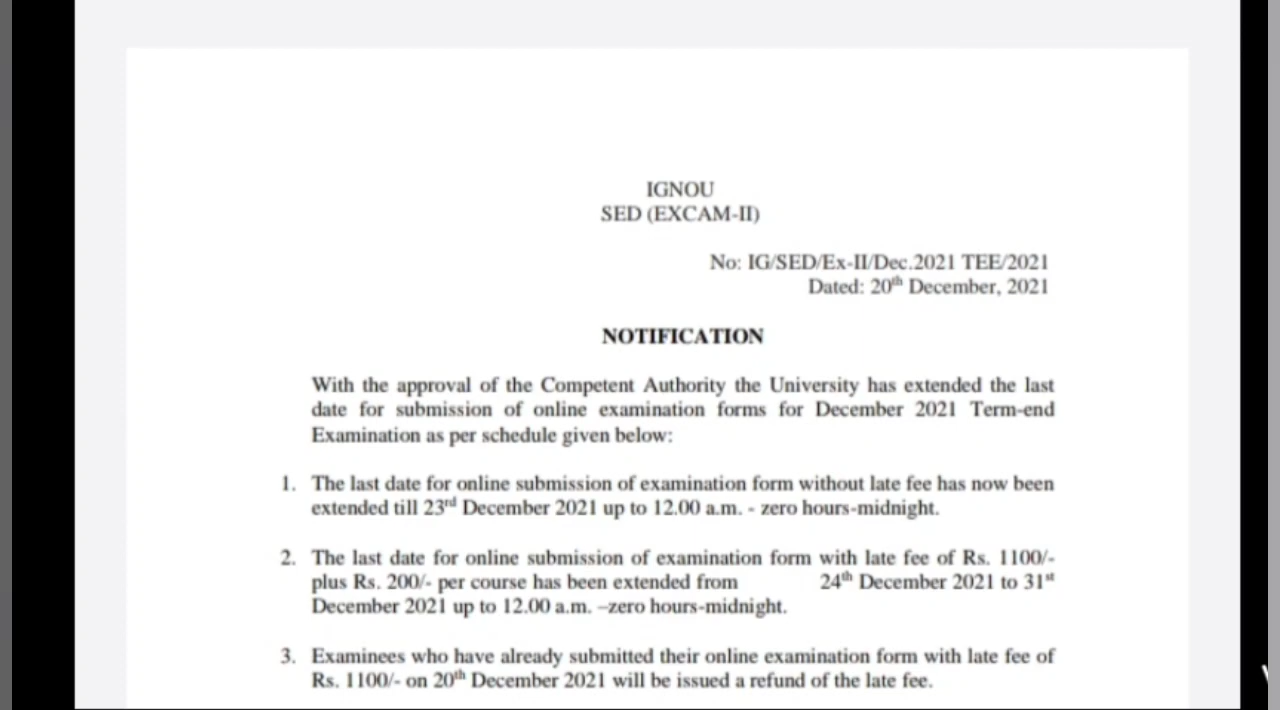 IGNOU
SED (EXCAM-II)
No: IG/SED/Ex-II/Dec.2021 TEE/2021
Dated: 20th December, 2021
NOTIFICATION
With the approval of the Competent Authority the University has extended the last
date for submission of online examination forms for December 2021 Term-end
Examination as per schedule given below:
1. The last date for online submission of examination form without late fee has now been
extended till 23rd December 2021 up to 12.00 a.m. - zero hours-midnight.
2. The last date for online submission of examination form with late fee of Rs. 1100/-
plus Rs. 200/- per course has been extended from 24th December 2021 to 31st
December 2021 up to 12.00 a.m. –zero hours-midnight.
3. Examinees who have already submitted their online examination form with late fee of
Rs. 1100/- on 20th December 2021 will be issued a refund of the late fee.